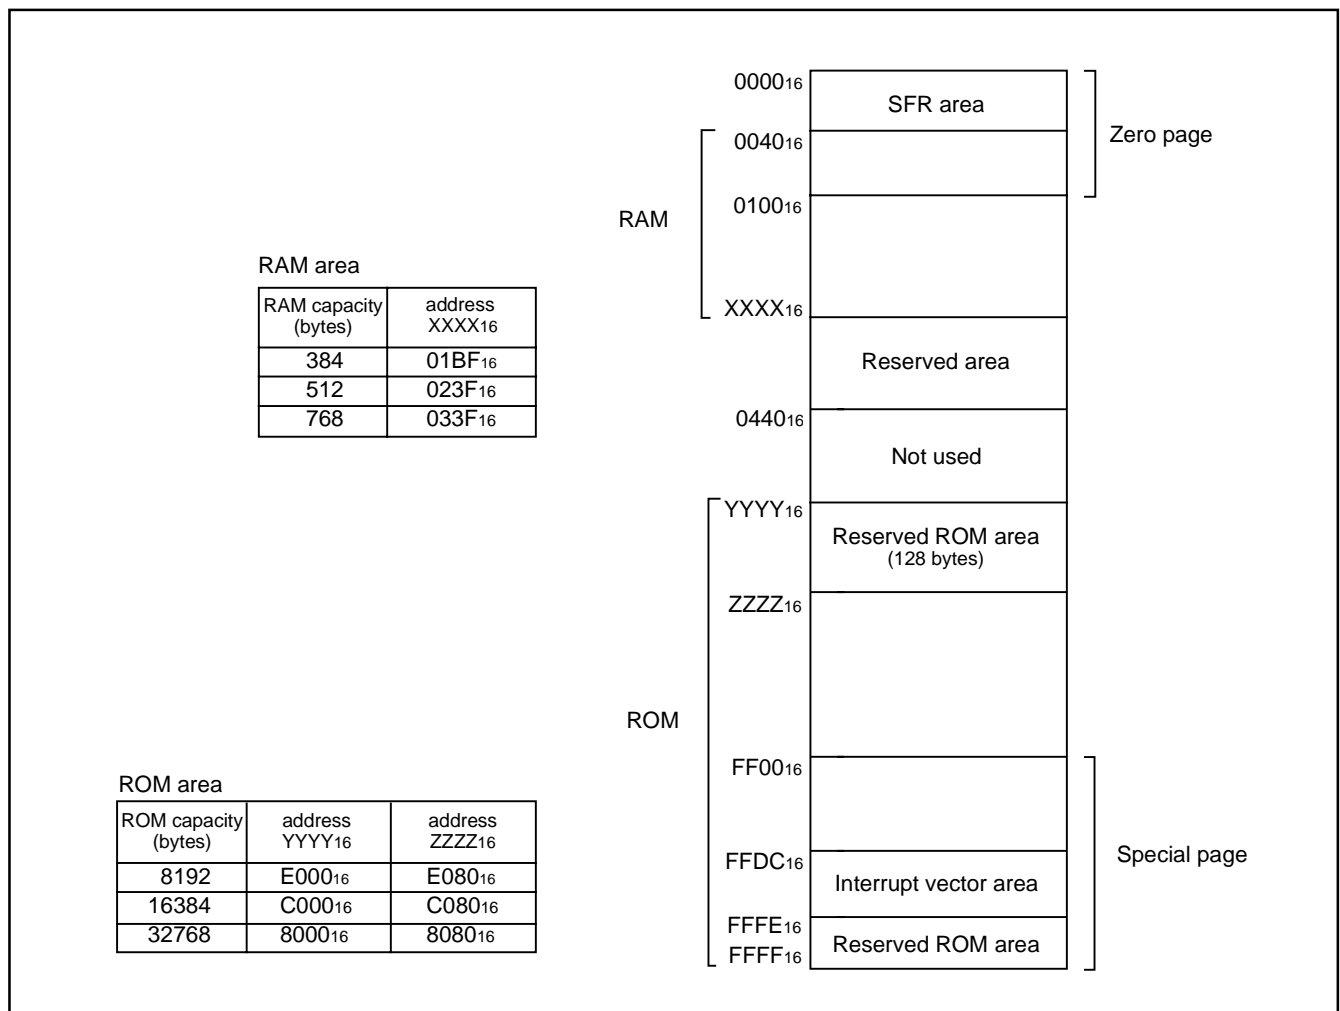 000016
SFR area
004016
Zero page
010016
RAM
XXXX16
Reserved area
044016
Not used
YYYY16
Reserved ROM area
(128 bytes)
ZZZZ16
ROM
FF0016
FFDC16
Interrupt vector area
Special page
FFFE16
Reserved ROM area
FFFF16
RAM area
RAM capacity (bytes) address XXXX16
384 01BF16
512 023F16
768 033F16
ROM area
ROM capacity (bytes) address YYYY16 address ZZZZ16
8192 E00016 E08016
16384 C00016 C08016
32768 800016 808016